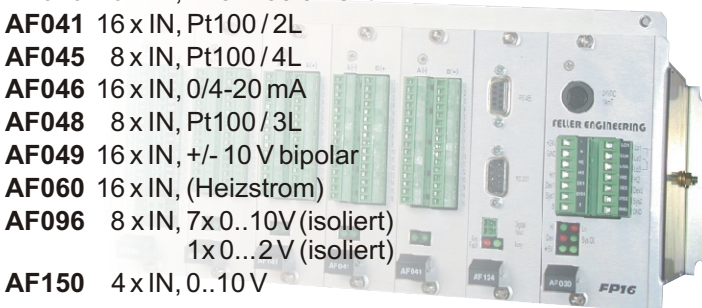 AF041 16 x IN, Pt100 / 2L
AF045 8 x IN, Pt100 / 4L
AF046 16 x IN, 0/4-20 mA
AF048 8 x IN, Pt100 / 3L
AF049 16 x IN, +/- 10 V bipolar
AF060 16 x IN, (Heizstrom)
AF096 8 x IN, 7x 0..10V (isoliert)
1x 0...2 V (isoliert)
AF150 4 x IN, 0..10 V
FELLER ENGINEERING
AF041
AF041
AF124
AF030
FP16